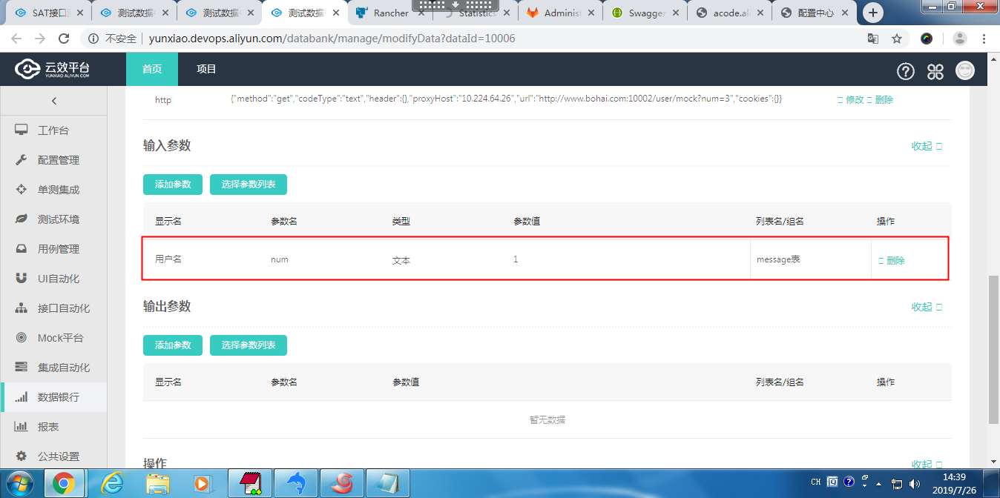 SAT接口
测试数据
测试数据
测试数据
Rancher
Statistics
Adminis
Swagger
acode.al
配置中心
不安全
yunxiao.devops.aliyun.com/databank/manage/modifyData?dataId=10006
云效平台
YUNXIAO.ALIYUN.COM
首页
项目
http
{"method":"get","codeType":"text","header":{},"proxyHost":"10.224.64.26","url":"http://www.bohai.com:10002/user/mock?num=3","cookies":{}}
修改 删除
工作台
配置管理
单测集成
测试环境
用例管理
UI自动化
接口自动化
Mock平台
集成自动化
数据银行
报表
公共设置
输入参数
收起
添加参数
选择参数列表
显示名 参数名 类型 参数值 列表名/组名 操作
用户名 num 文本 1 message表 删除
输出参数
收起
添加参数
选择参数列表
显示名 参数名 参数值 列表名/组名 操作
暂无数据
操作
收起
CH
14:39
2019/7/26